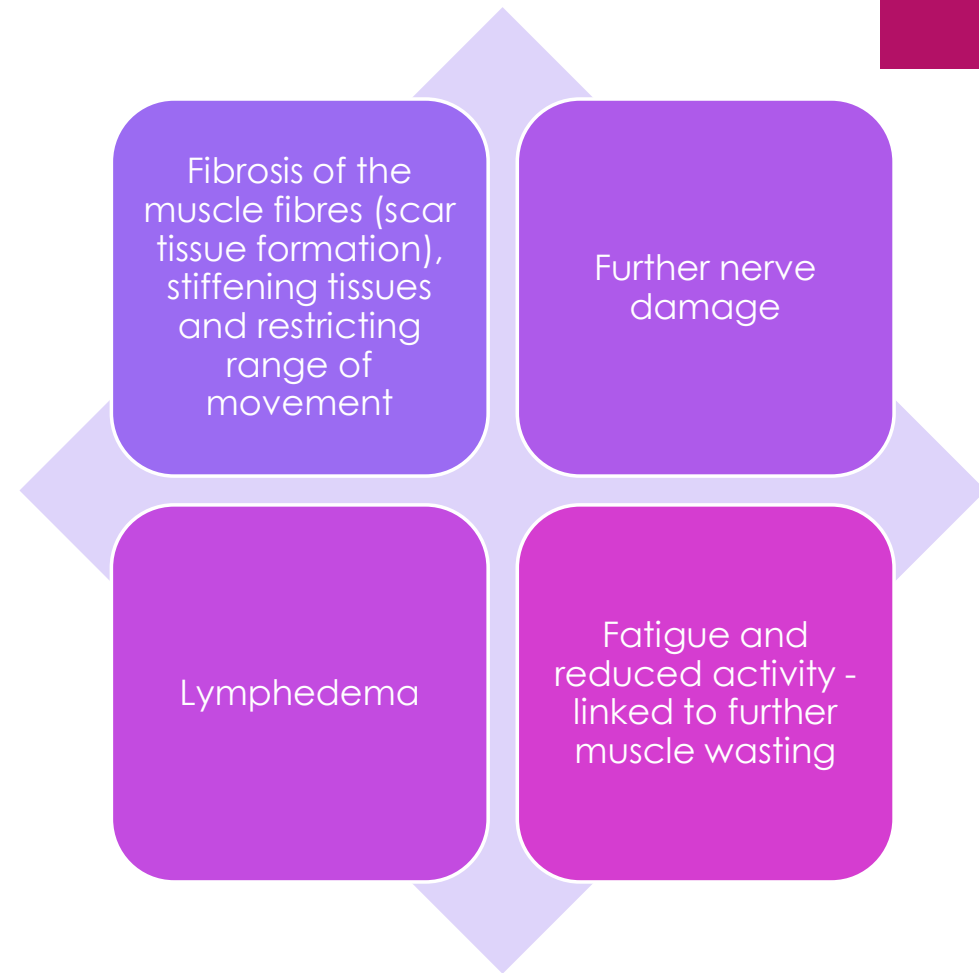 Fibrosis of the
muscle fibres (scar
tissue formation),
stiffening tissues
and restricting
range of
movement
Further nerve
damage
Lymphedema
Fatigue and
reduced activity -
linked to further
muscle wasting